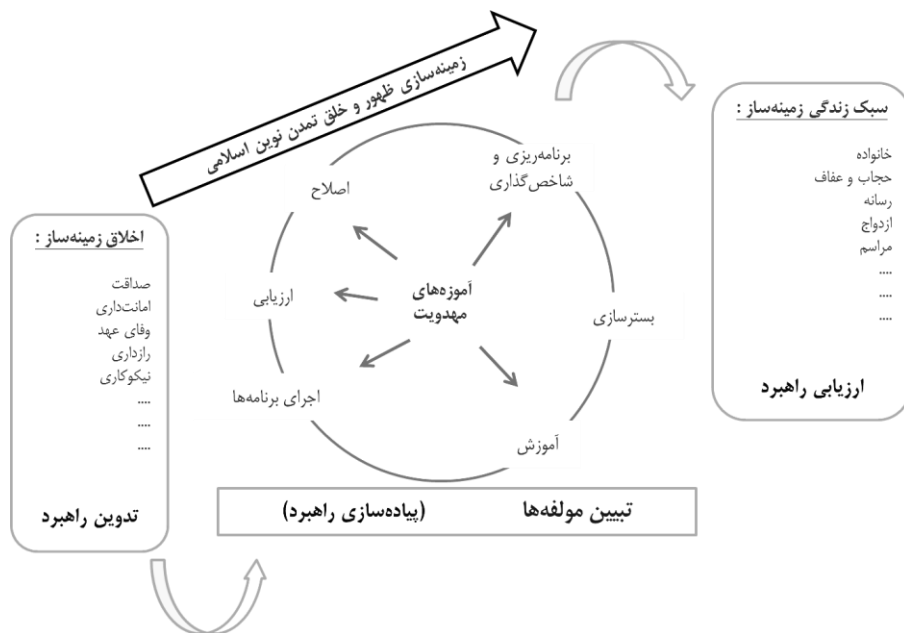 زمینه‌سازی ظهور و خلق تمدن نوین اسلامی
سبک زندگی زمینه‌ساز :
خانواده
حجاب و عفاف
رسانه
ازدواج
مراسم
....
....
....
ارزیابی راهبرد
برنامه‌ریزی و
شاخص‌گذاری
بسترسازی
آموزش
اجرای برنامه‌ها
ارزیابی
اصلاح
آموزه‌های
مهدویت
اخلاق زمینه‌ساز :
صداقت
امانت‌داری
وفای عهد
رازداری
نیکوکاری
....
....
....
تدوین راهبرد
تبیین مولفه‌ها (پیاده‌سازی راهبرد)